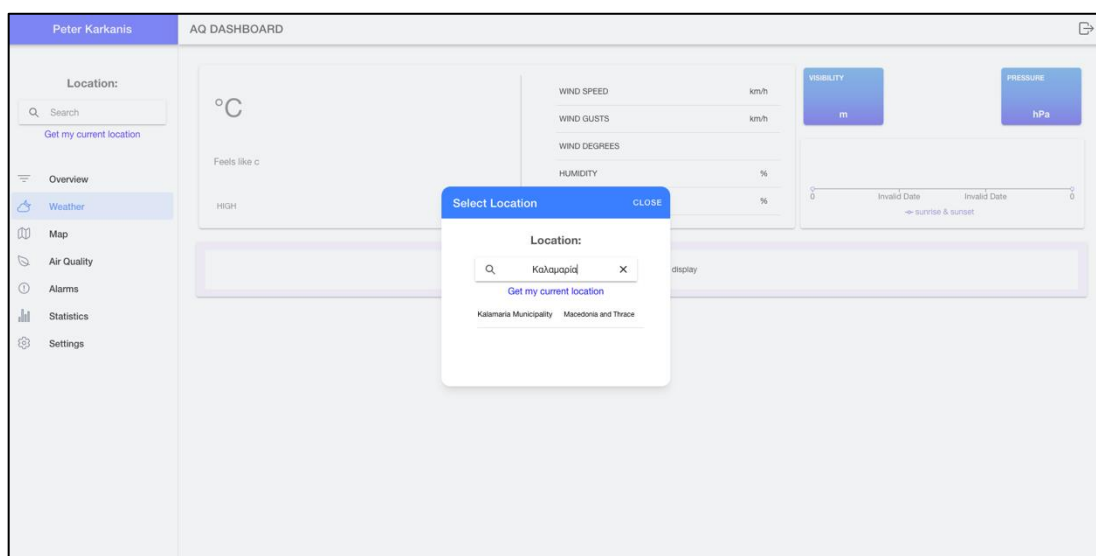 Peter Karkanis
AQ DASHBOARD
Location:
Search
Get my current location
Overview
Weather
Map
Air Quality
Alarms
Statistics
Settings
°C
Feels like c
HIGH
WIND SPEED km/h
WIND GUSTS km/h
WIND DEGREES
HUMIDITY %
%
VISIBILITY
m
PRESSURE
hPa
0 Invalid Date Invalid Date 0
sunrise & sunset
display
Select Location CLOSE
Location:
Καλαμαρία
Get my current location
Kalamaria Municipality Macedonia and Thrace